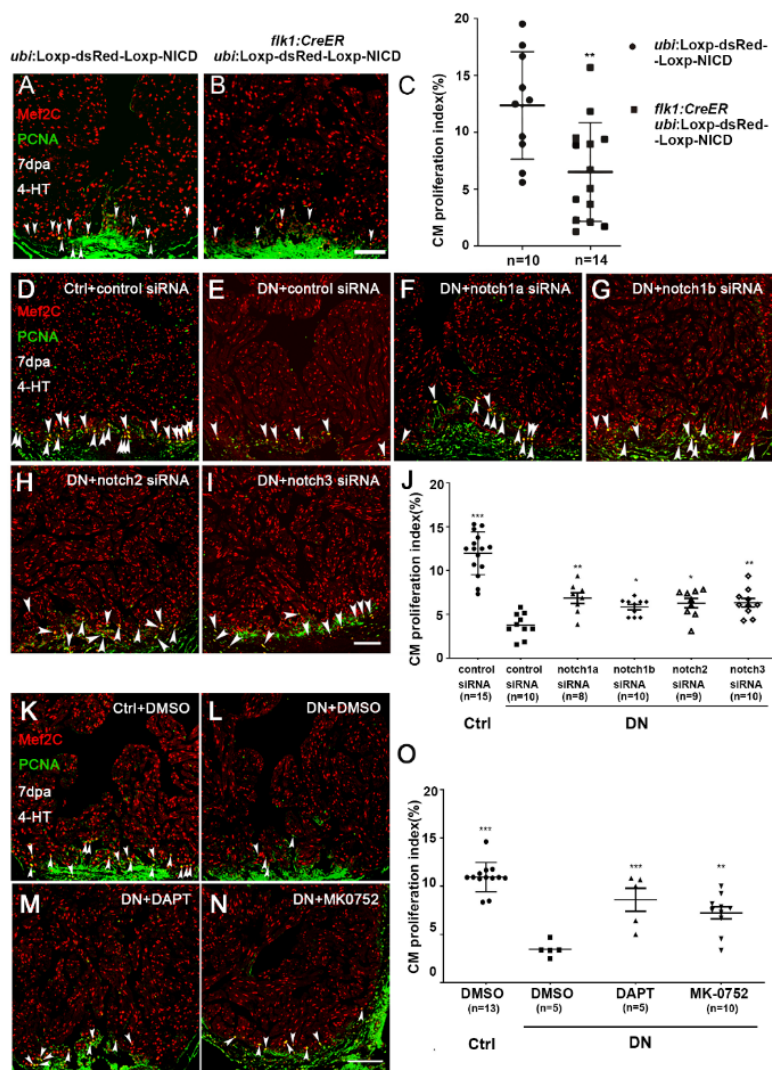 ubi:Loxp-dsRed-Loxp-NICD
flk1:CreER
ubi:Loxp-dsRed-Loxp-NICD
A
Mef2C
PCNA
7dpa
4-HT
B
C
CM proliferation index(%)
20
15
10
5
0
**
n=10
n=14
ubi:Loxp-dsRed-
-Loxp-NICD
flk1:CreER
ubi:Loxp-dsRed-
-Loxp-NICD
D
Ctrl+control siRNA
Mef2C
PCNA
7dpa
4-HT
E
DN+control siRNA
F
DN+notch1a siRNA
G
DN+notch1b siRNA
H
DN+notch2 siRNA
I
DN+notch3 siRNA
J
CM proliferation index(%)
20
15
10
5
0
***
**
*
*
**
control siRNA (n=15)
control siRNA (n=10)
notch1a siRNA (n=8)
notch1b siRNA (n=10)
notch2 siRNA (n=9)
notch3 siRNA (n=10)
Ctrl
DN
K
Ctrl+DMSO
Mef2C
PCNA
7dpa
4-HT
L
DN+DMSO
M
DN+DAPT
N
DN+MK0752
O
CM proliferation index(%)
20
15
10
5
0
***
***
**
DMSO (n=13)
DMSO (n=5)
DAPT (n=5)
MK-0752 (n=10)
Ctrl
DN